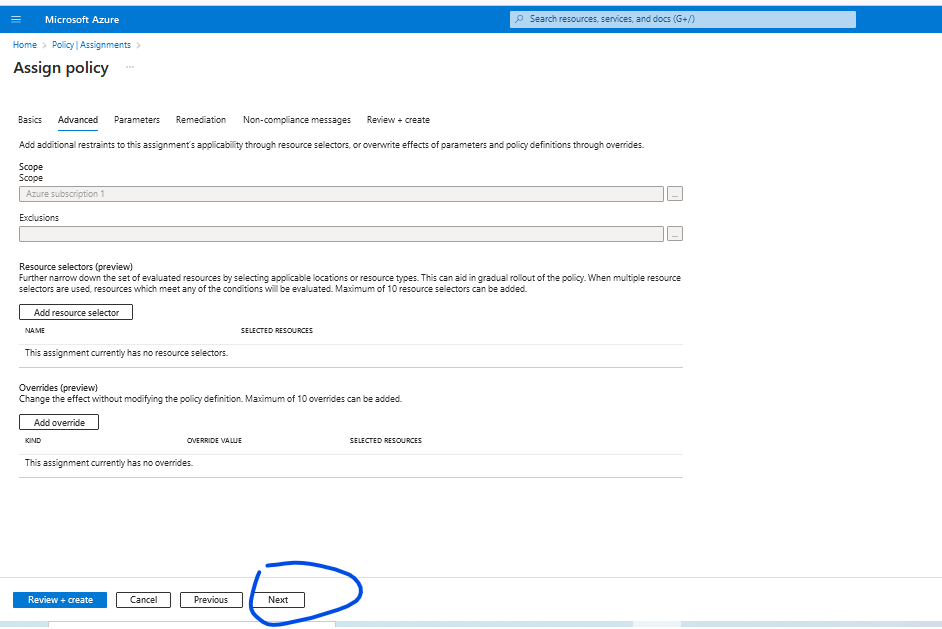 Microsoft Azure
Search resources, services, and docs (G+/)
Home > Policy | Assignments >
Assign policy ...
Basics Advanced Parameters Remediation Non-compliance messages Review + create
Add additional restraints to this assignment's applicability through resource selectors, or overwrite effects of parameters and policy definitions through overrides.
Scope
Scope
Azure subscription 1
...
Exclusions
...
Resource selectors (preview)
Further narrow down the set of evaluated resources by selecting applicable locations or resource types. This can aid in gradual rollout of the policy. When multiple resource
selectors are used, resources which meet any of the conditions will be evaluated. Maximum of 10 resource selectors can be added.
Add resource selector
NAME SELECTED RESOURCES
This assignment currently has no resource selectors.
Overrides (preview)
Change the effect without modifying the policy definition. Maximum of 10 overrides can be added.
Add override
KIND OVERRIDE VALUE SELECTED RESOURCES
This assignment currently has no overrides.
Review + create Cancel Previous Next